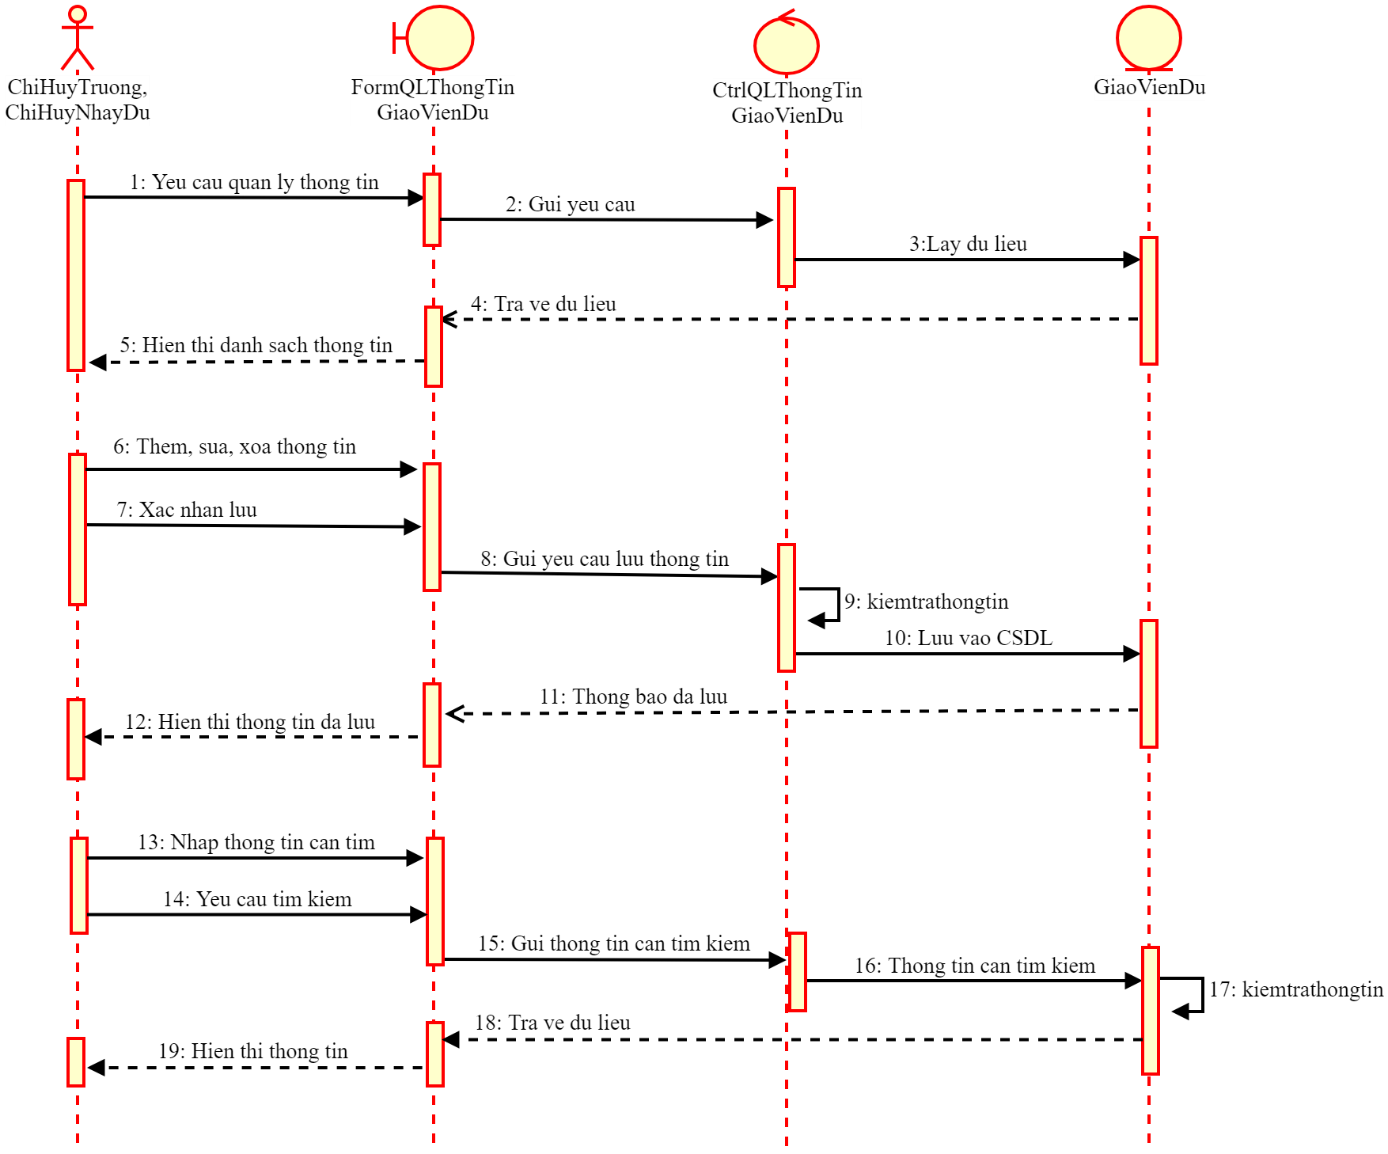 ChiHuyTruong,
ChiHuyNhayDu
FormQLThongTin
GiaoVienDu
CtrlQLThongTin
GiaoVienDu
GiaoVienDu
1: Yeu cau quan ly thong tin
2: Gui yeu cau
3:Lay du lieu
4: Tra ve du lieu
5: Hien thi danh sach thong tin
6: Them, sua, xoa thong tin
7: Xac nhan luu
8: Gui yeu cau luu thong tin
9: kiemtrathongtin
10: Luu vao CSDL
11: Thong bao da luu
12: Hien thi thong tin da luu
13: Nhap thong tin can tim
14: Yeu cau tim kiem
15: Gui thong tin can tim kiem
16: Thong tin can tim kiem
17: kiemtrathongtin
18: Tra ve du lieu
19: Hien thi thong tin